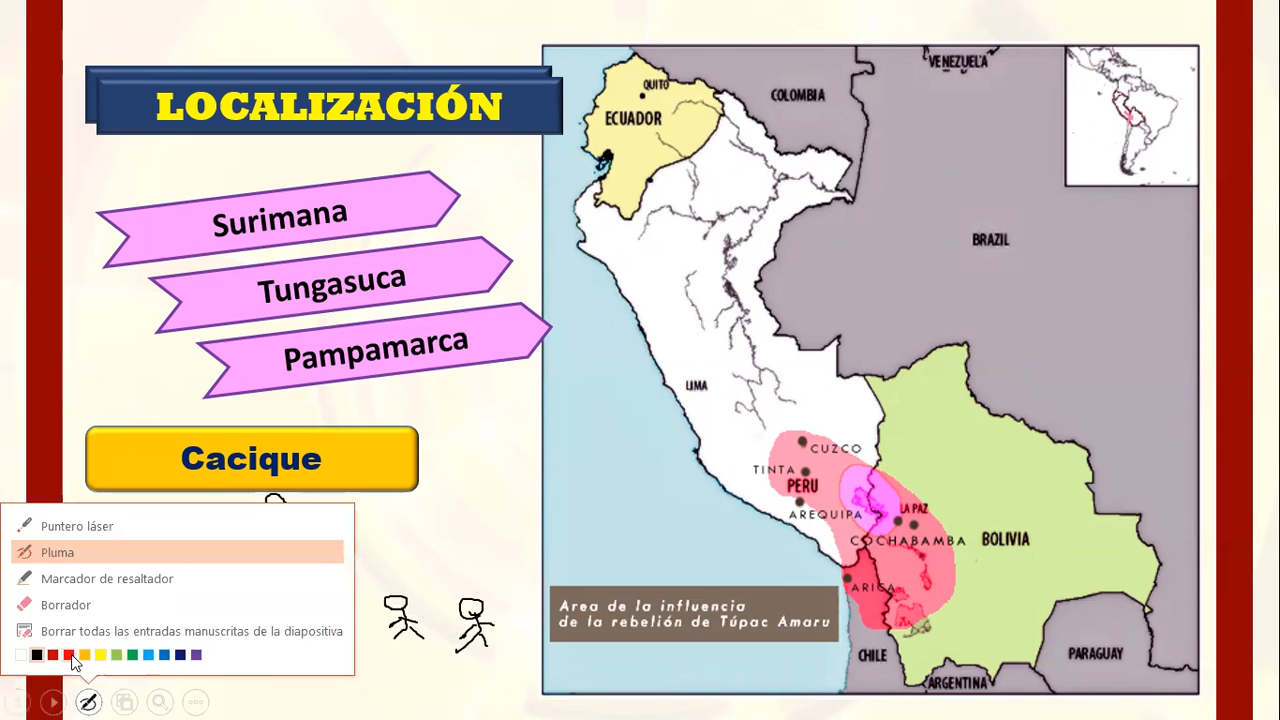 LOCALIZACIÓN
Surimana
Tungasuca
Pampamarca
Cacique
Puntero láser
Pluma
Marcador de resaltador
Borrador
Borrar todas las entradas manuscritas de la diapositiva
VENEZUELA
COLOMBIA
QUITO
ECUADOR
BRAZIL
LIMA
CUZCO
TINTA
PERU
AREQUIPA
LA PAZ
COCHABAMBA
BOLIVIA
ARICA
Area de la influencia
de la rebelión de Túpac Amaru
CHILE
PARAGUAY
ARGENTINA